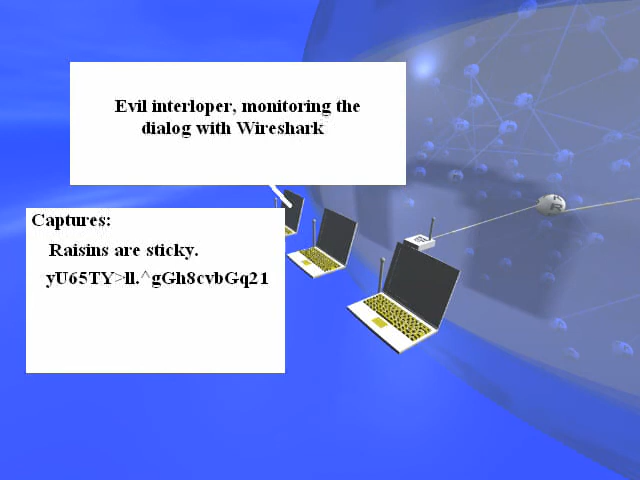 Evil interloper, monitoring the
dialog with Wireshark
Captures:
Raisins are sticky.
yU65TY>ll.^gGh8cvbGq21